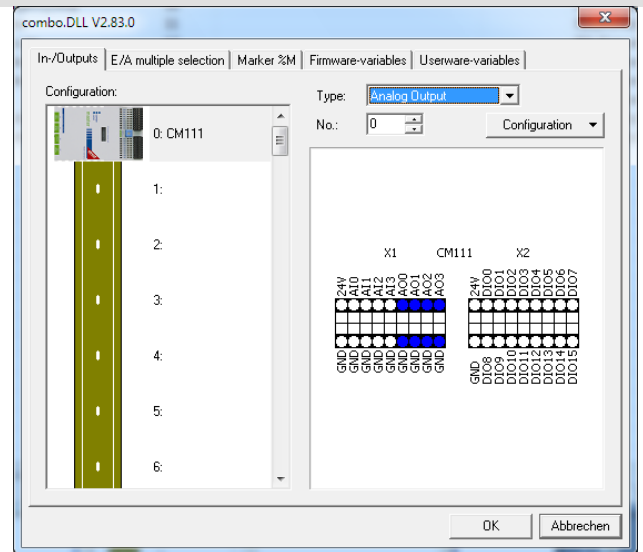 combo.DLL V2.83.0
In-/Outputs
E/A multiple selection
Marker %M
Firmware-variables
Userware-variables
Configuration:
0: CM111
1:
2:
3:
4:
5:
6:
Type:
Analog Output
No.:
0
Configuration
X1
CM111
X2
24V
AI0
AI1
AI2
AI3
AO0
AO1
AO2
AO3
GND
GND
GND
GND
GND
GND
GND
GND
GND
24V
DIO0
DIO1
DIO2
DIO3
DIO4
DIO5
DIO6
DIO7
GND
DIO8
DIO9
DIO10
DIO11
DIO12
DIO13
DIO14
DIO15
OK
Abbrechen